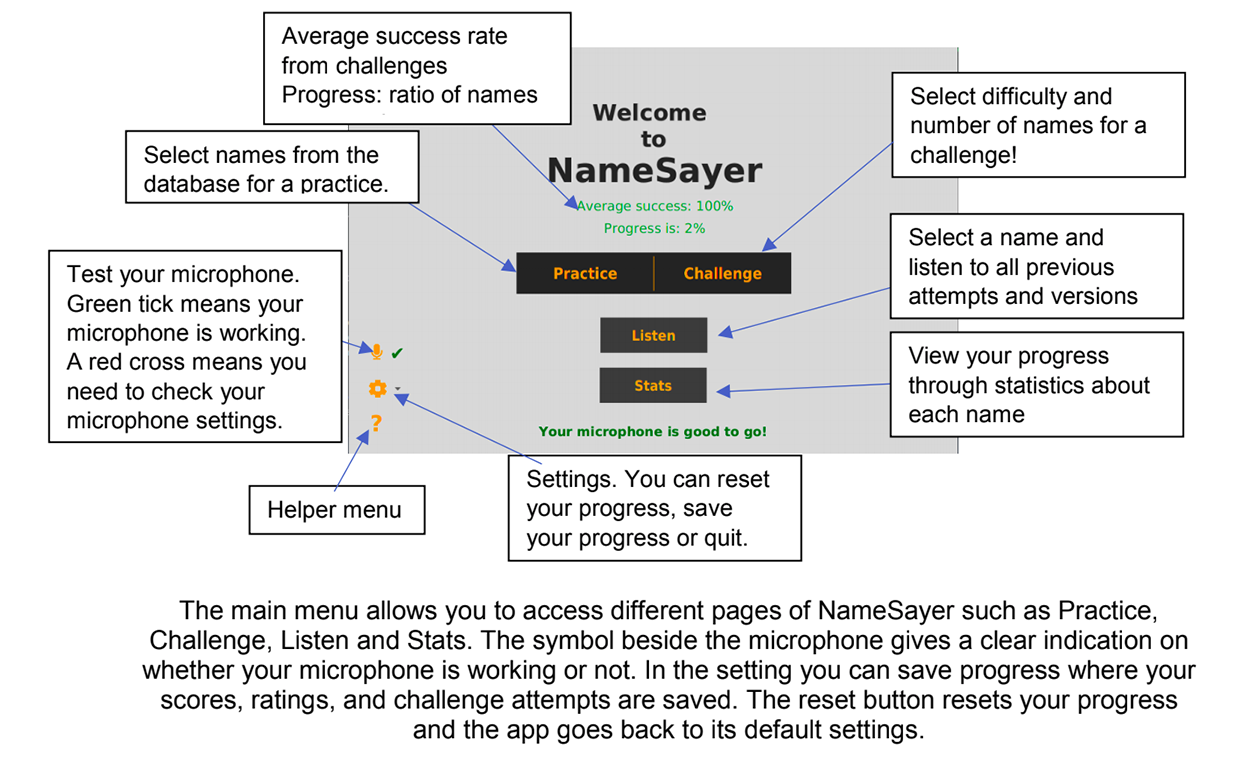 Average success rate
from challenges
Progress: ratio of names
Select names from the
database for a practice.
Test your microphone.
Green tick means your
microphone is working.
A red cross means you
need to check your
microphone settings.
Helper menu
Welcome
to
NameSayer
Average success: 100%
Progress is: 2%
Practice
Challenge
Listen
Stats
?
Your microphone is good to go!
Select difficulty and
number of names for a
challenge!
Select a name and
listen to all previous
attempts and versions
View your progress
through statistics about
each name
Settings. You can reset
your progress, save
your progress or quit.
The main menu allows you to access different pages of NameSayer such as Practice,
Challenge, Listen and Stats. The symbol beside the microphone gives a clear indication on
whether your microphone is working or not. In the setting you can save progress where your
scores, ratings, and challenge attempts are saved. The reset button resets your progress
and the app goes back to its default settings.